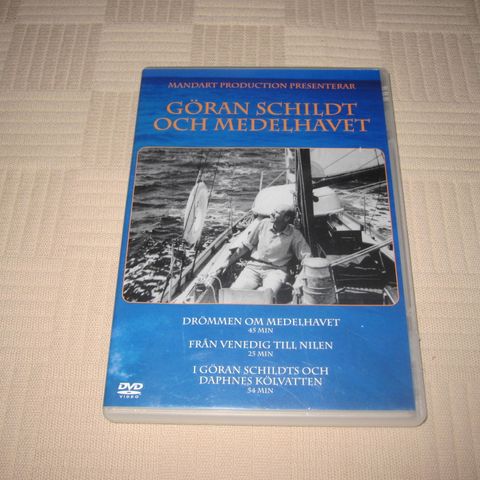 MANDART PRODUCTION PRESENTERAR
GÖRAN SCHILDT
OCH MEDELHAVET
DRÖMMEN OM MEDELHAVET
45 MIN
FRÅN VENEDIG TILL NILEN
25 MIN
I GÖRAN SCHILDTS OCH
DAPHNES KÖLVATTEN
54 MIN
DVD
VIDEO